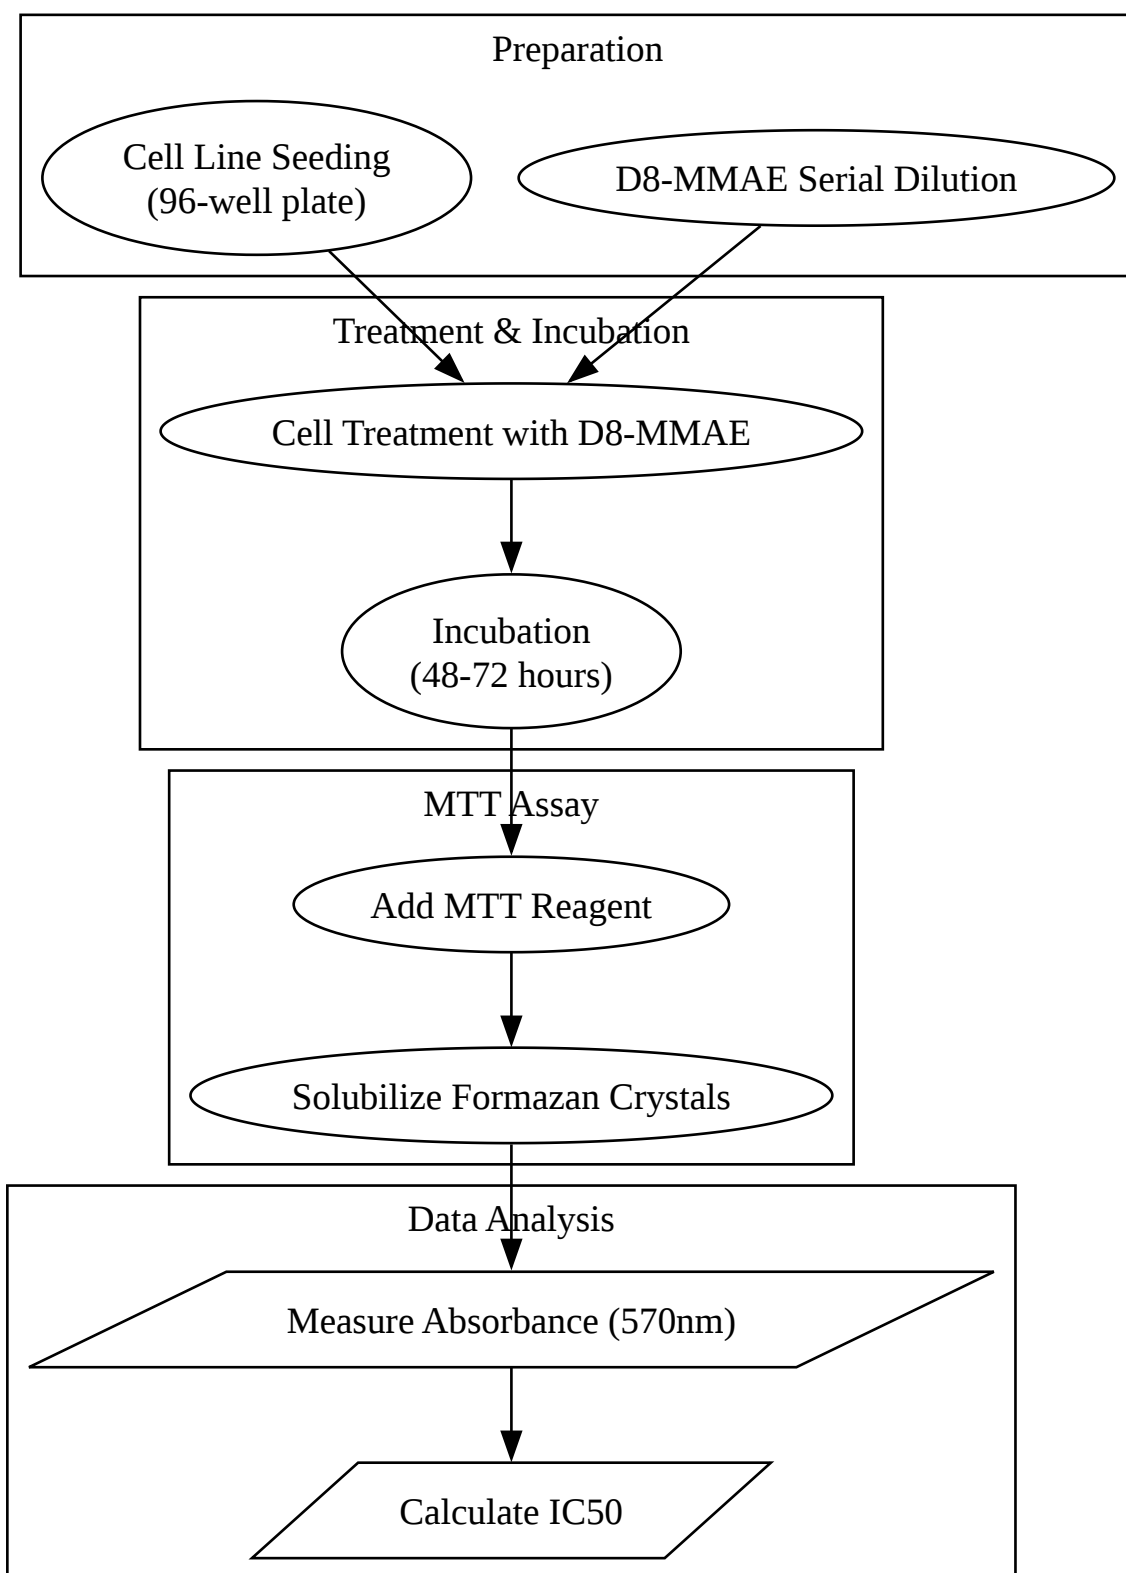 Preparation
Cell Line Seeding
(96-well plate)
D8-MMAE Serial Dilution
Treatment & Incubation
Cell Treatment with D8-MMAE
Incubation
(48-72 hours)
MTT Assay
Add MTT Reagent
Solubilize Formazan Crystals
Data Analysis
Measure Absorbance (570nm)
Calculate IC50